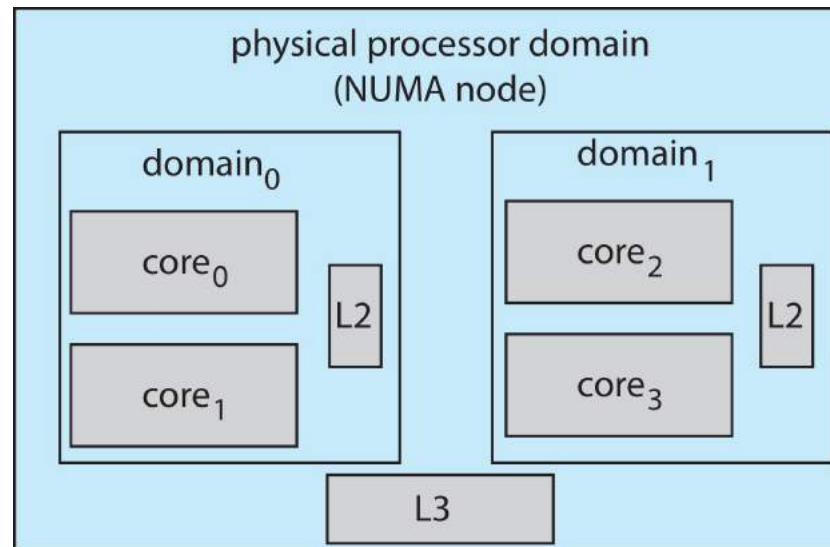 physical processor domain
(NUMA node)
domain₀
core₀
L2
core₁
domain₁
core₂
L2
core₃
L3